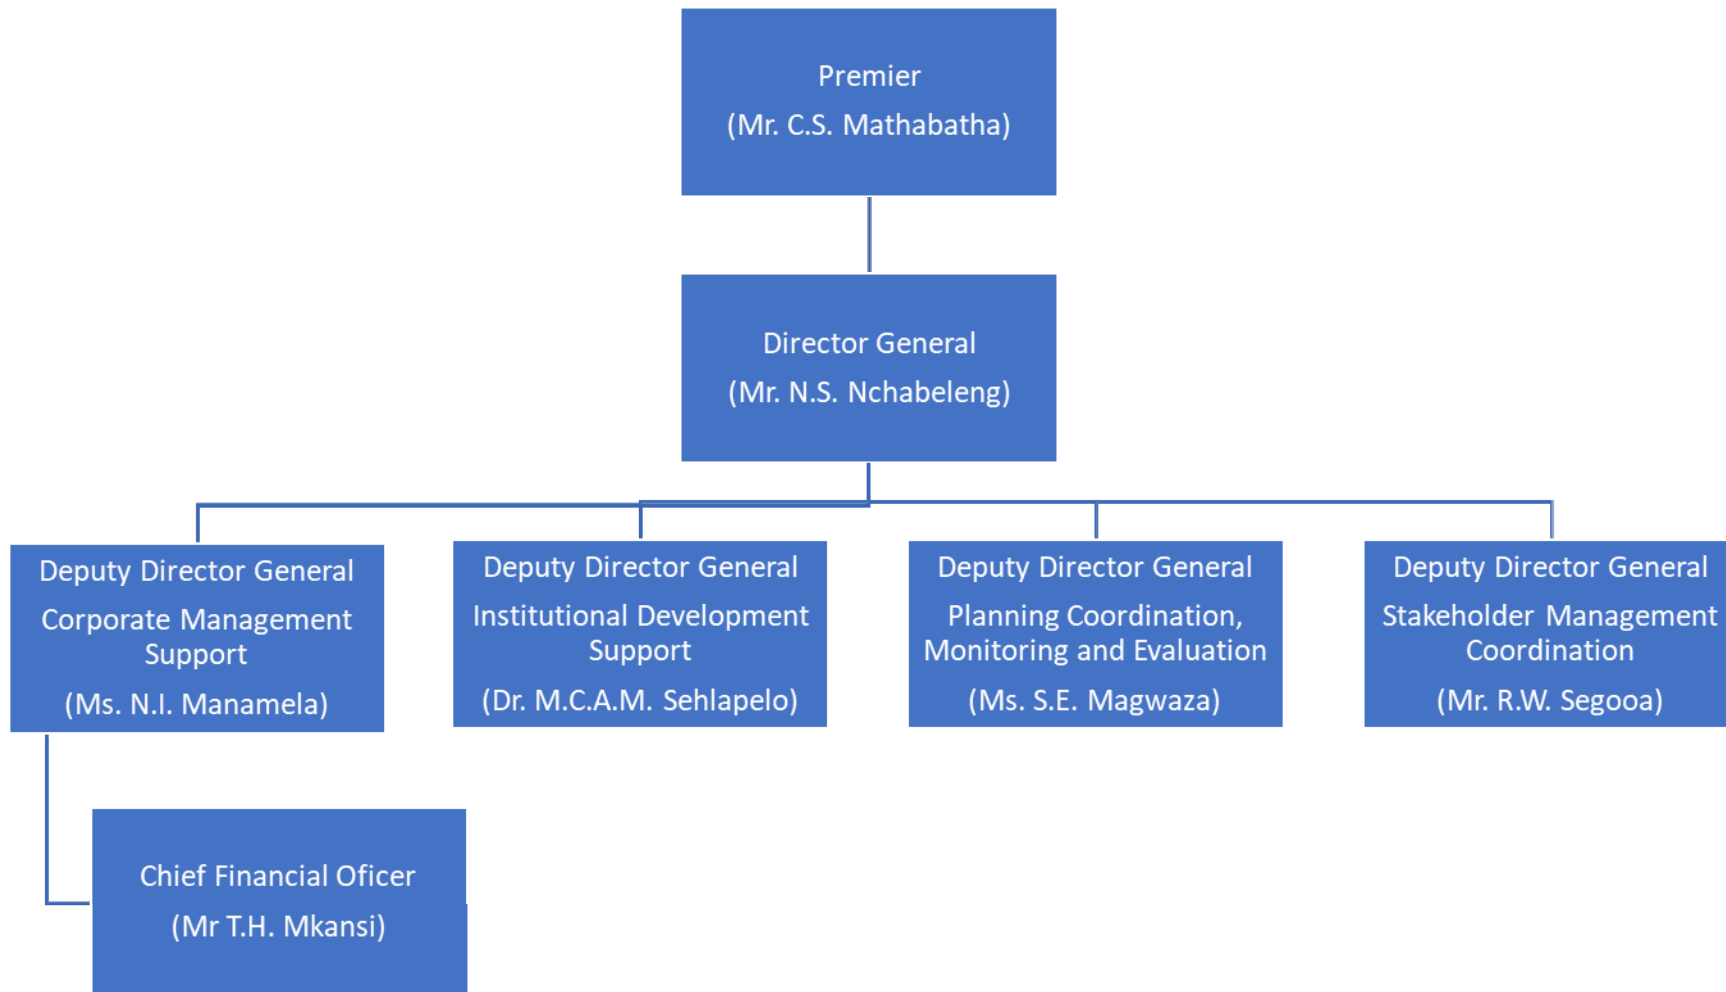 Premier
(Mr. C.S. Mathabatha)
Director General
(Mr. N.S. Nchabeleng)
Deputy Director General
Corporate Management
Support
(Ms. N.I. Manamela)
Deputy Director General
Institutional Development
Support
(Dr. M.C.A.M. Sehlapelo)
Deputy Director General
Planning Coordination,
Monitoring and Evaluation
(Ms. S.E. Magwaza)
Deputy Director General
Stakeholder Management
Coordination
(Mr. R.W. Segooa)
Chief Financial Oficer
(Mr T.H. Mkansi)